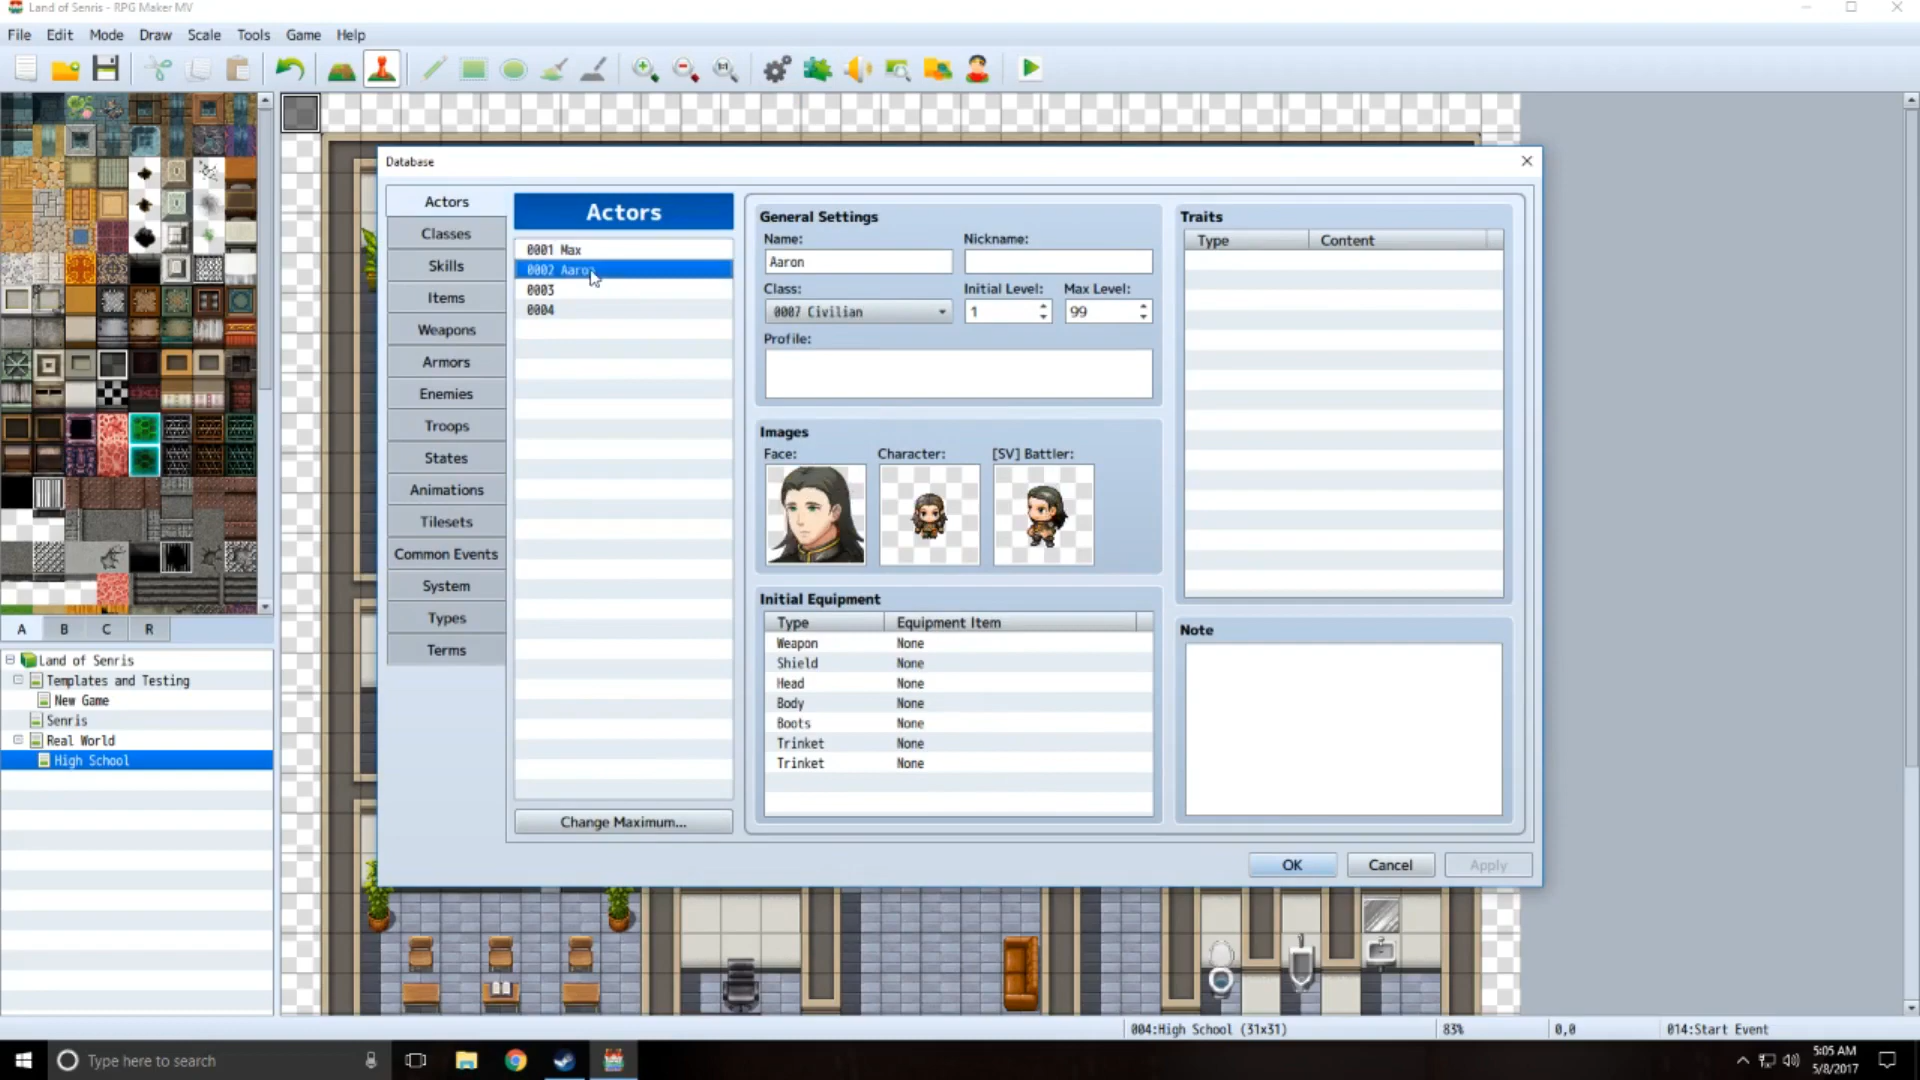 Land of Senris - RPG Maker MV
File Edit Mode Draw Scale Tools Game Help
1:1
Database
Actors
Classes
Skills
Items
Weapons
Armors
Enemies
Troops
States
Animations
Tilesets
Common Events
System
Types
Terms
Actors
0001 Max
0002 Aaron
0003
0004
Change Maximum...
General Settings
Name: Nickname:
Aaron
Class: Initial Level: Max Level:
0007 Civilian 1 99
Profile:
Images
Face: Character: [SV] Battler:
Initial Equipment
Type Equipment Item
Weapon None
Shield None
Head None
Body None
Boots None
Trinket None
Trinket None
Traits
Type Content
Note
OK Cancel Apply
A B C R
Land of Senris
Templates and Testing
New Game
Senris
Real World
High School
004:High School (31x31) 83% 0,0 014:Start Event
Type here to search
5:05 AM
5/8/2017